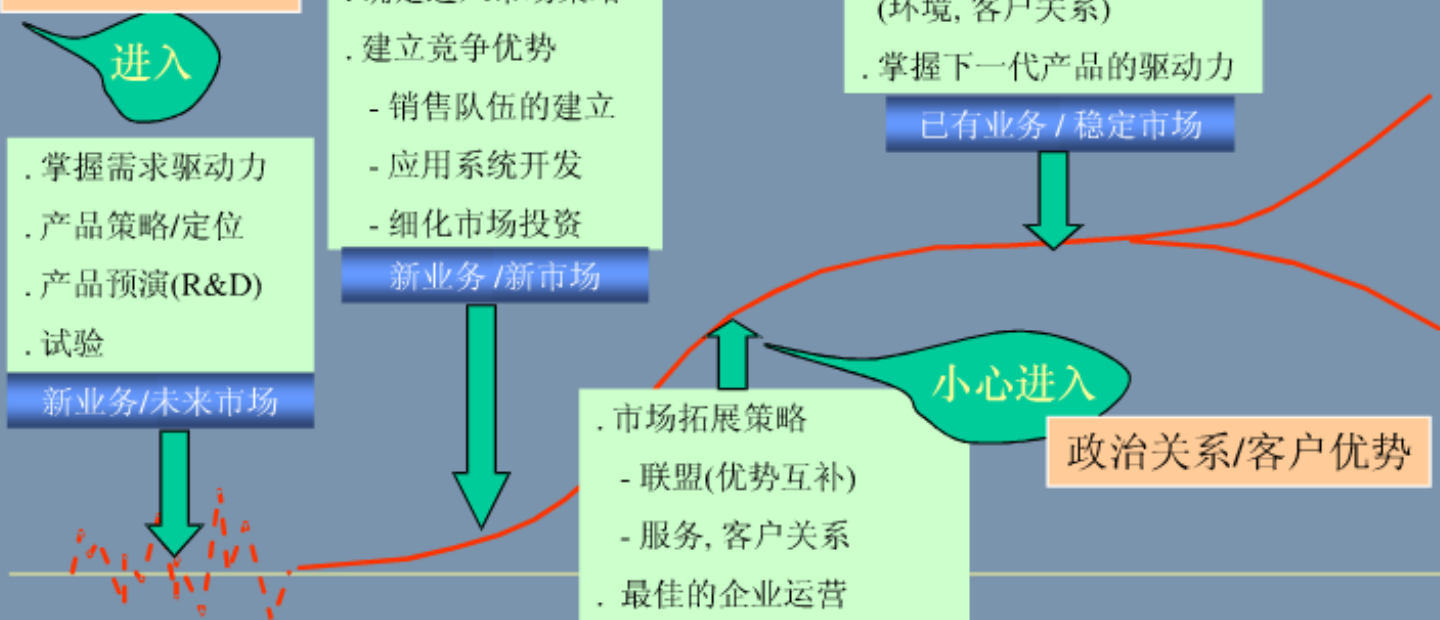 进入
. 掌握需求驱动力
. 产品策略/定位
. 产品预演(R&D)
. 试验
新业务/未来市场
. 建立竞争优势
- 销售队伍的建立
- 应用系统开发
- 细化市场投资
新业务 /新市场
(环境, 客户关系)
. 掌握下一代产品的驱动力
已有业务 / 稳定市场
小心进入
政治关系/客户优势
. 市场拓展策略
- 联盟(优势互补)
- 服务, 客户关系
. 最佳的企业运营